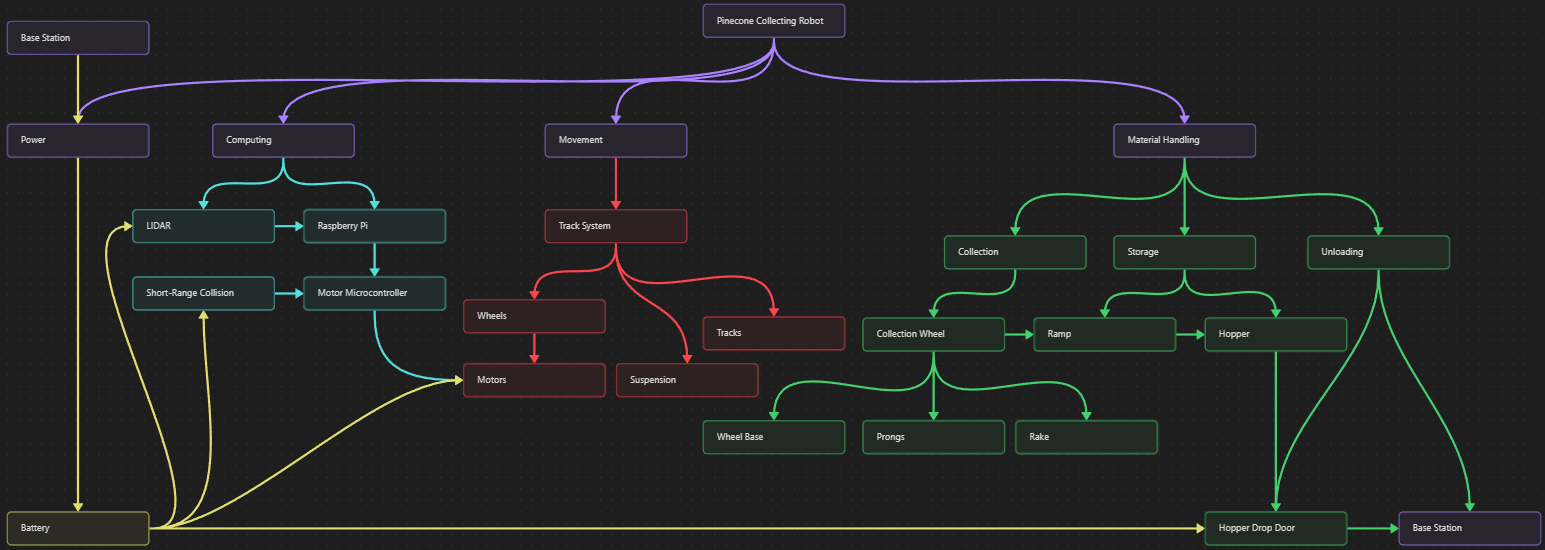 Pinecone Collecting Robot
Base Station
Power
Computing
Movement
Material Handling
LIDAR
Raspberry Pi
Track System
Collection
Storage
Unloading
Short-Range Collision
Motor Microcontroller
Wheels
Tracks
Collection Wheel
Ramp
Hopper
Motors
Suspension
Wheel Base
Prongs
Rake
Battery
Hopper Drop Door
Base Station